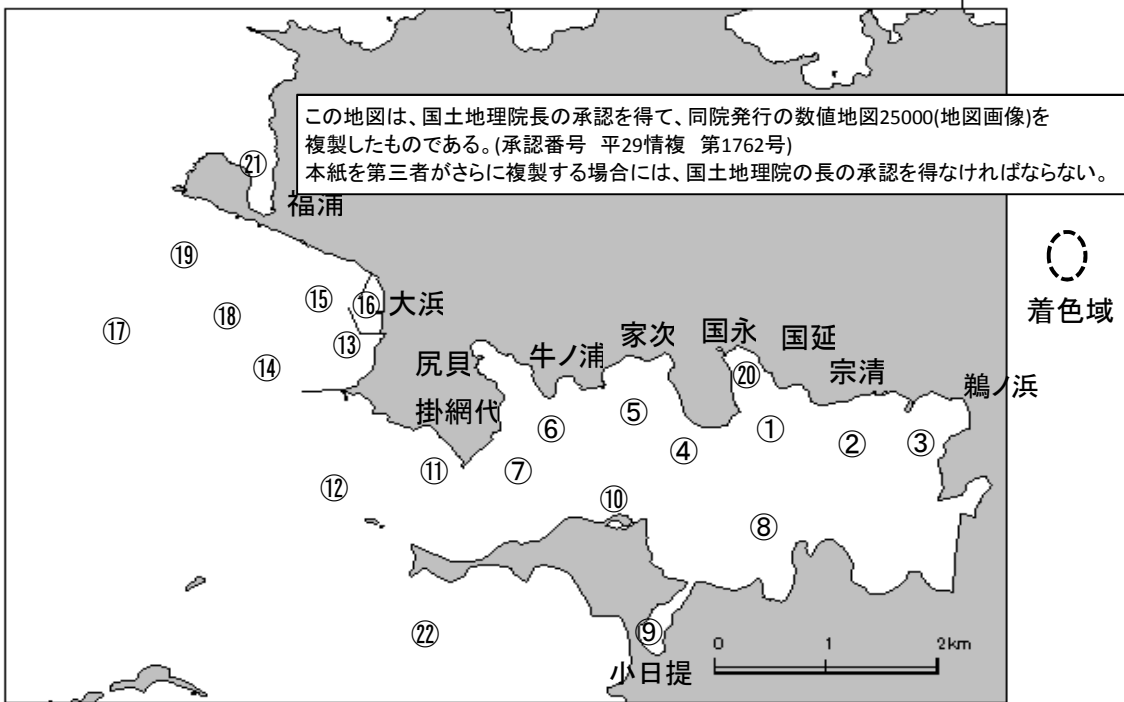 この地図は、国土地理院長の承認を得て、同院発行の数値地図25000(地図画像)を
複製したものである。(承認番号 平29情複 第1762号)
本紙を第三者がさらに複製する場合には、国土地理院の長の承認を得なければならない。
㉑
福浦
⑲
着色域
⑮
⑯
大浜
⑱
⑰
⑬
⑭
尻貝
牛ノ浦
家次
国永
国延
⑳
宗清
鵜ノ浜
掛網代
⑤
⑥
①
②
③
④
⑪
⑦
⑫
⑩
⑧
㉒
⑨
小日提
0 1 2km